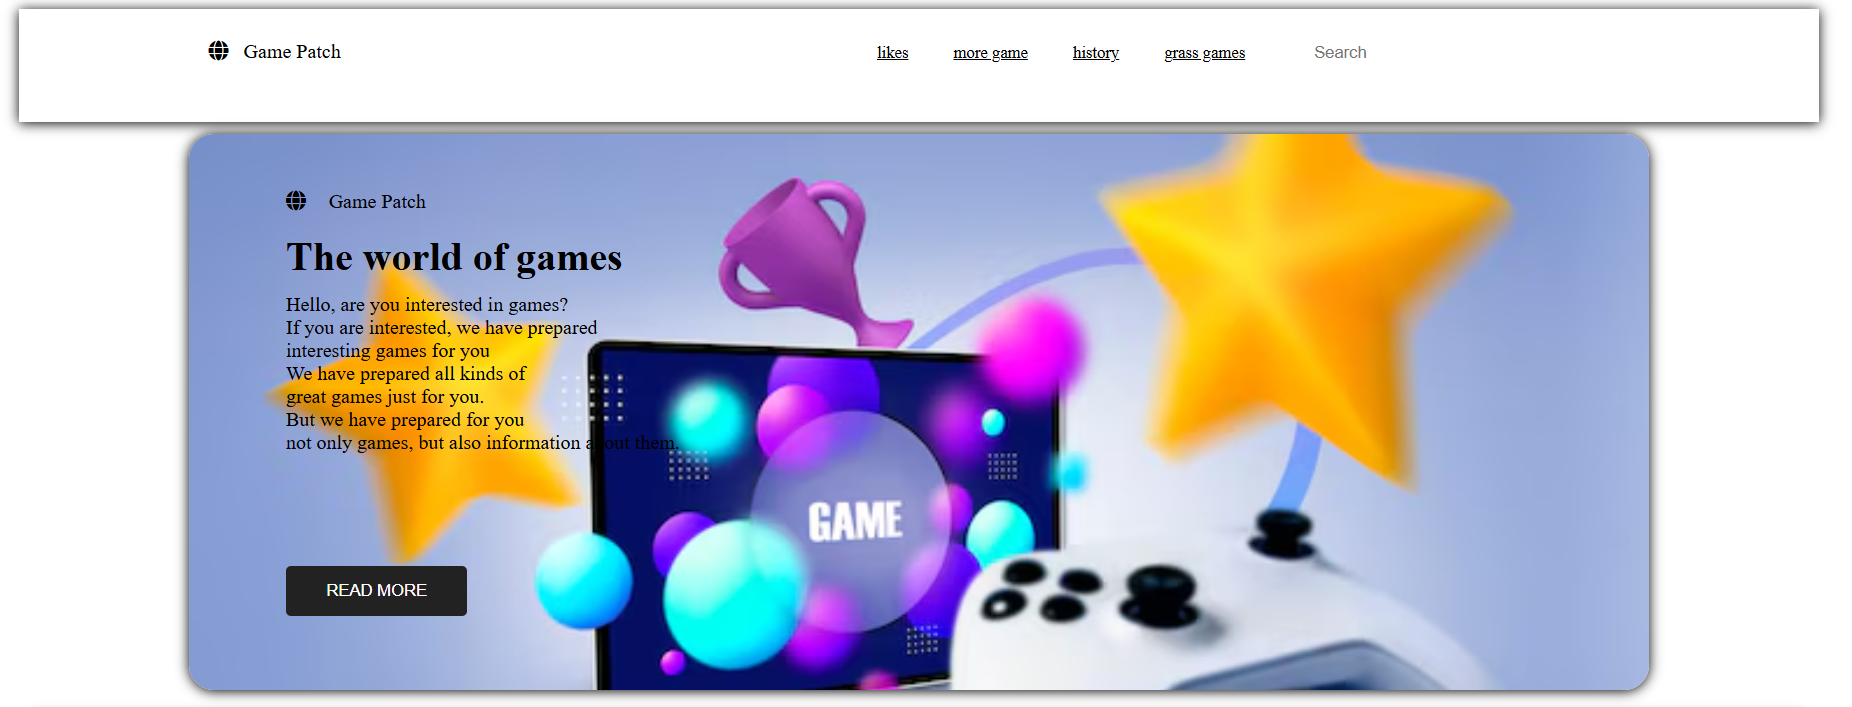 Game Patch
likes more game history grass games Search
Game Patch
The world of games
Hello, are you interested in games?
If you are interested, we have prepared
interesting games for you
We have prepared all kinds of
great games just for you.
But we have prepared for you
not only games, but also information about them.
GAME
READ MORE